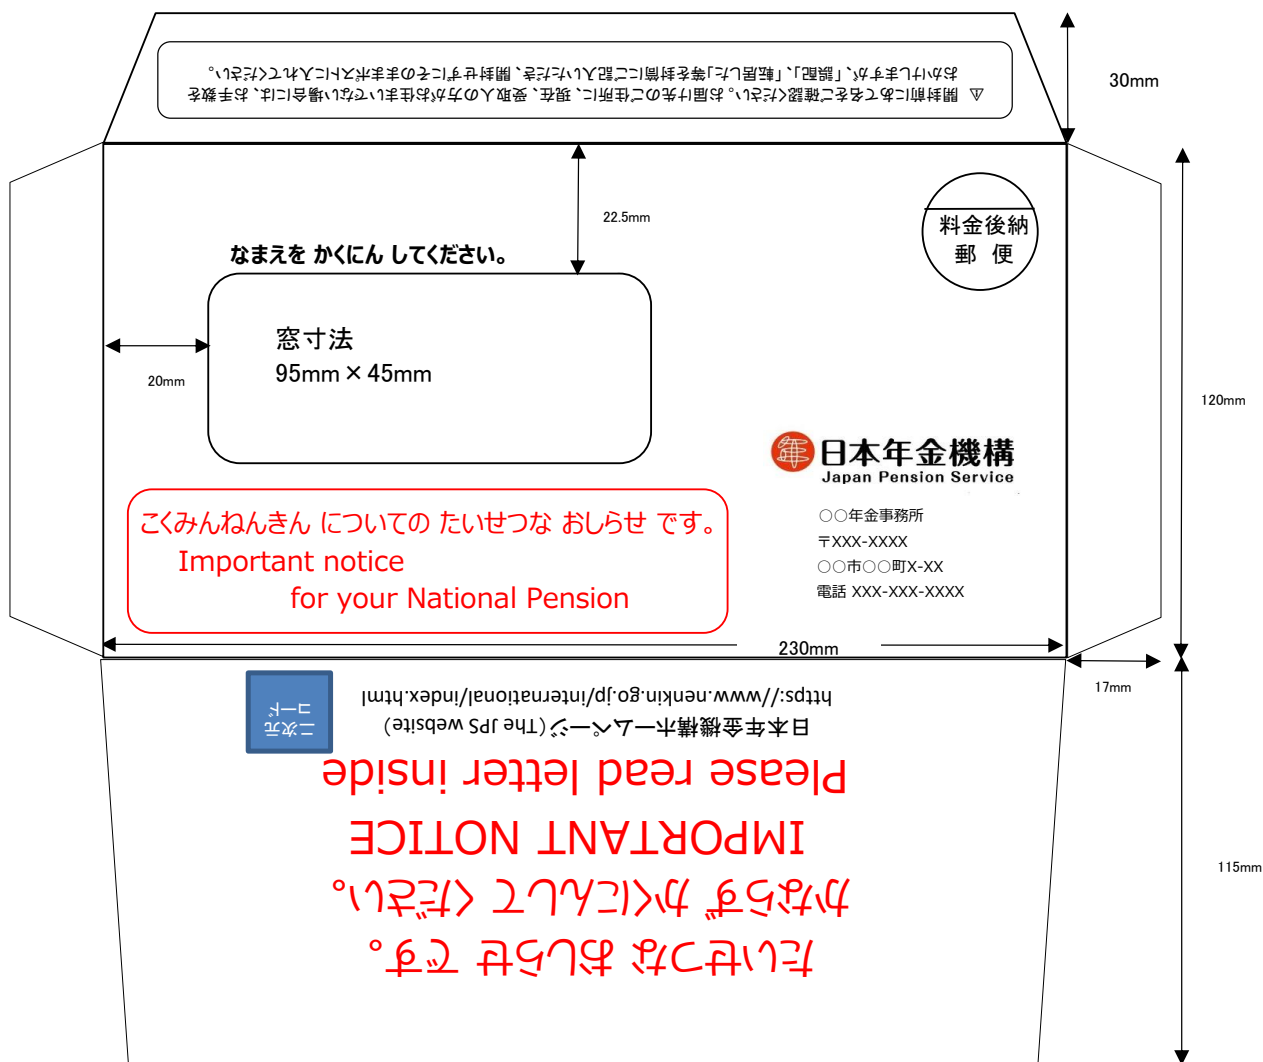 ⚠ 開封前にあて名をご確認ください。お届け先のご住所に、現在、受取人の方がお住まいでない場合には、お手数を
おかけしますが、「誤配」、「転居した」等を封筒にご記入いただき、開封せずにそのままポストに入れてください。
30mm
22.5mm
料金後納
郵 便
なまえを かくにん してください。
窓寸法
95mm×45mm
20mm
120mm
年
日本年金機構
Japan Pension Service
こくみんねんきん についての たいせつな おしらせ です。
Important notice
for your National Pension
○○年金事務所
〒XXX-XXXX
○○市○○町X-XX
電話 XXX-XXX-XXXX
230mm
17mm
たいせつな おしらせ です。
かならず かくにんして ください。
IMPORTANT NOTICE
Please read letter inside
日本年金機構ホームページ(The JPS website)
https://www.nenkin.go.jp/international/index.html
二次元
コード
115mm